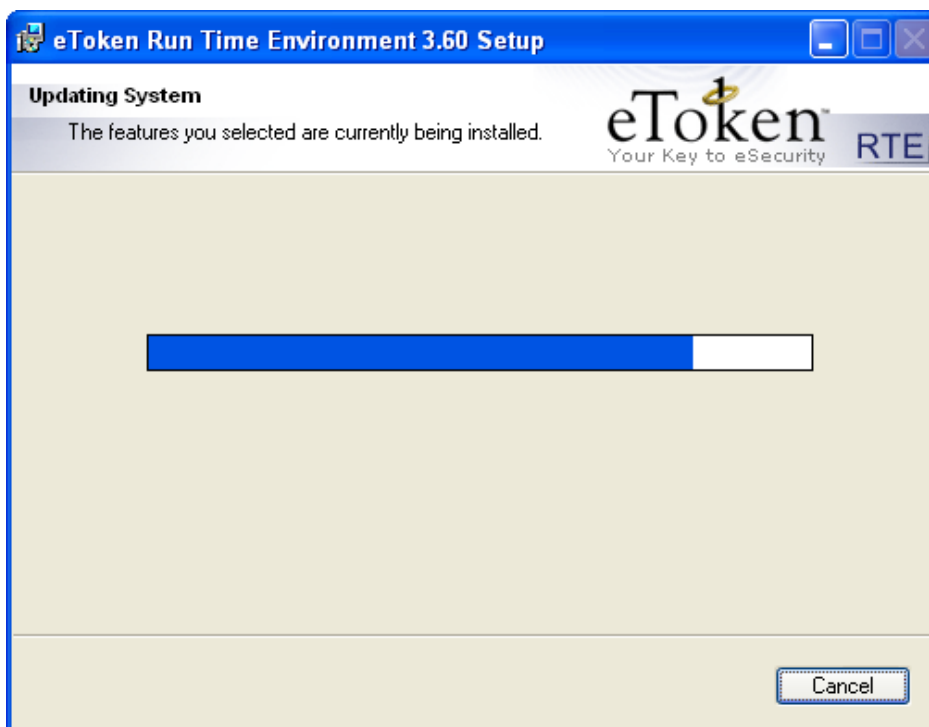 eToken Run Time Environment 3.60 Setup
Updating System
The features you selected are currently being installed.
eToken™
Your Key to eSecurity
RTE
Cancel